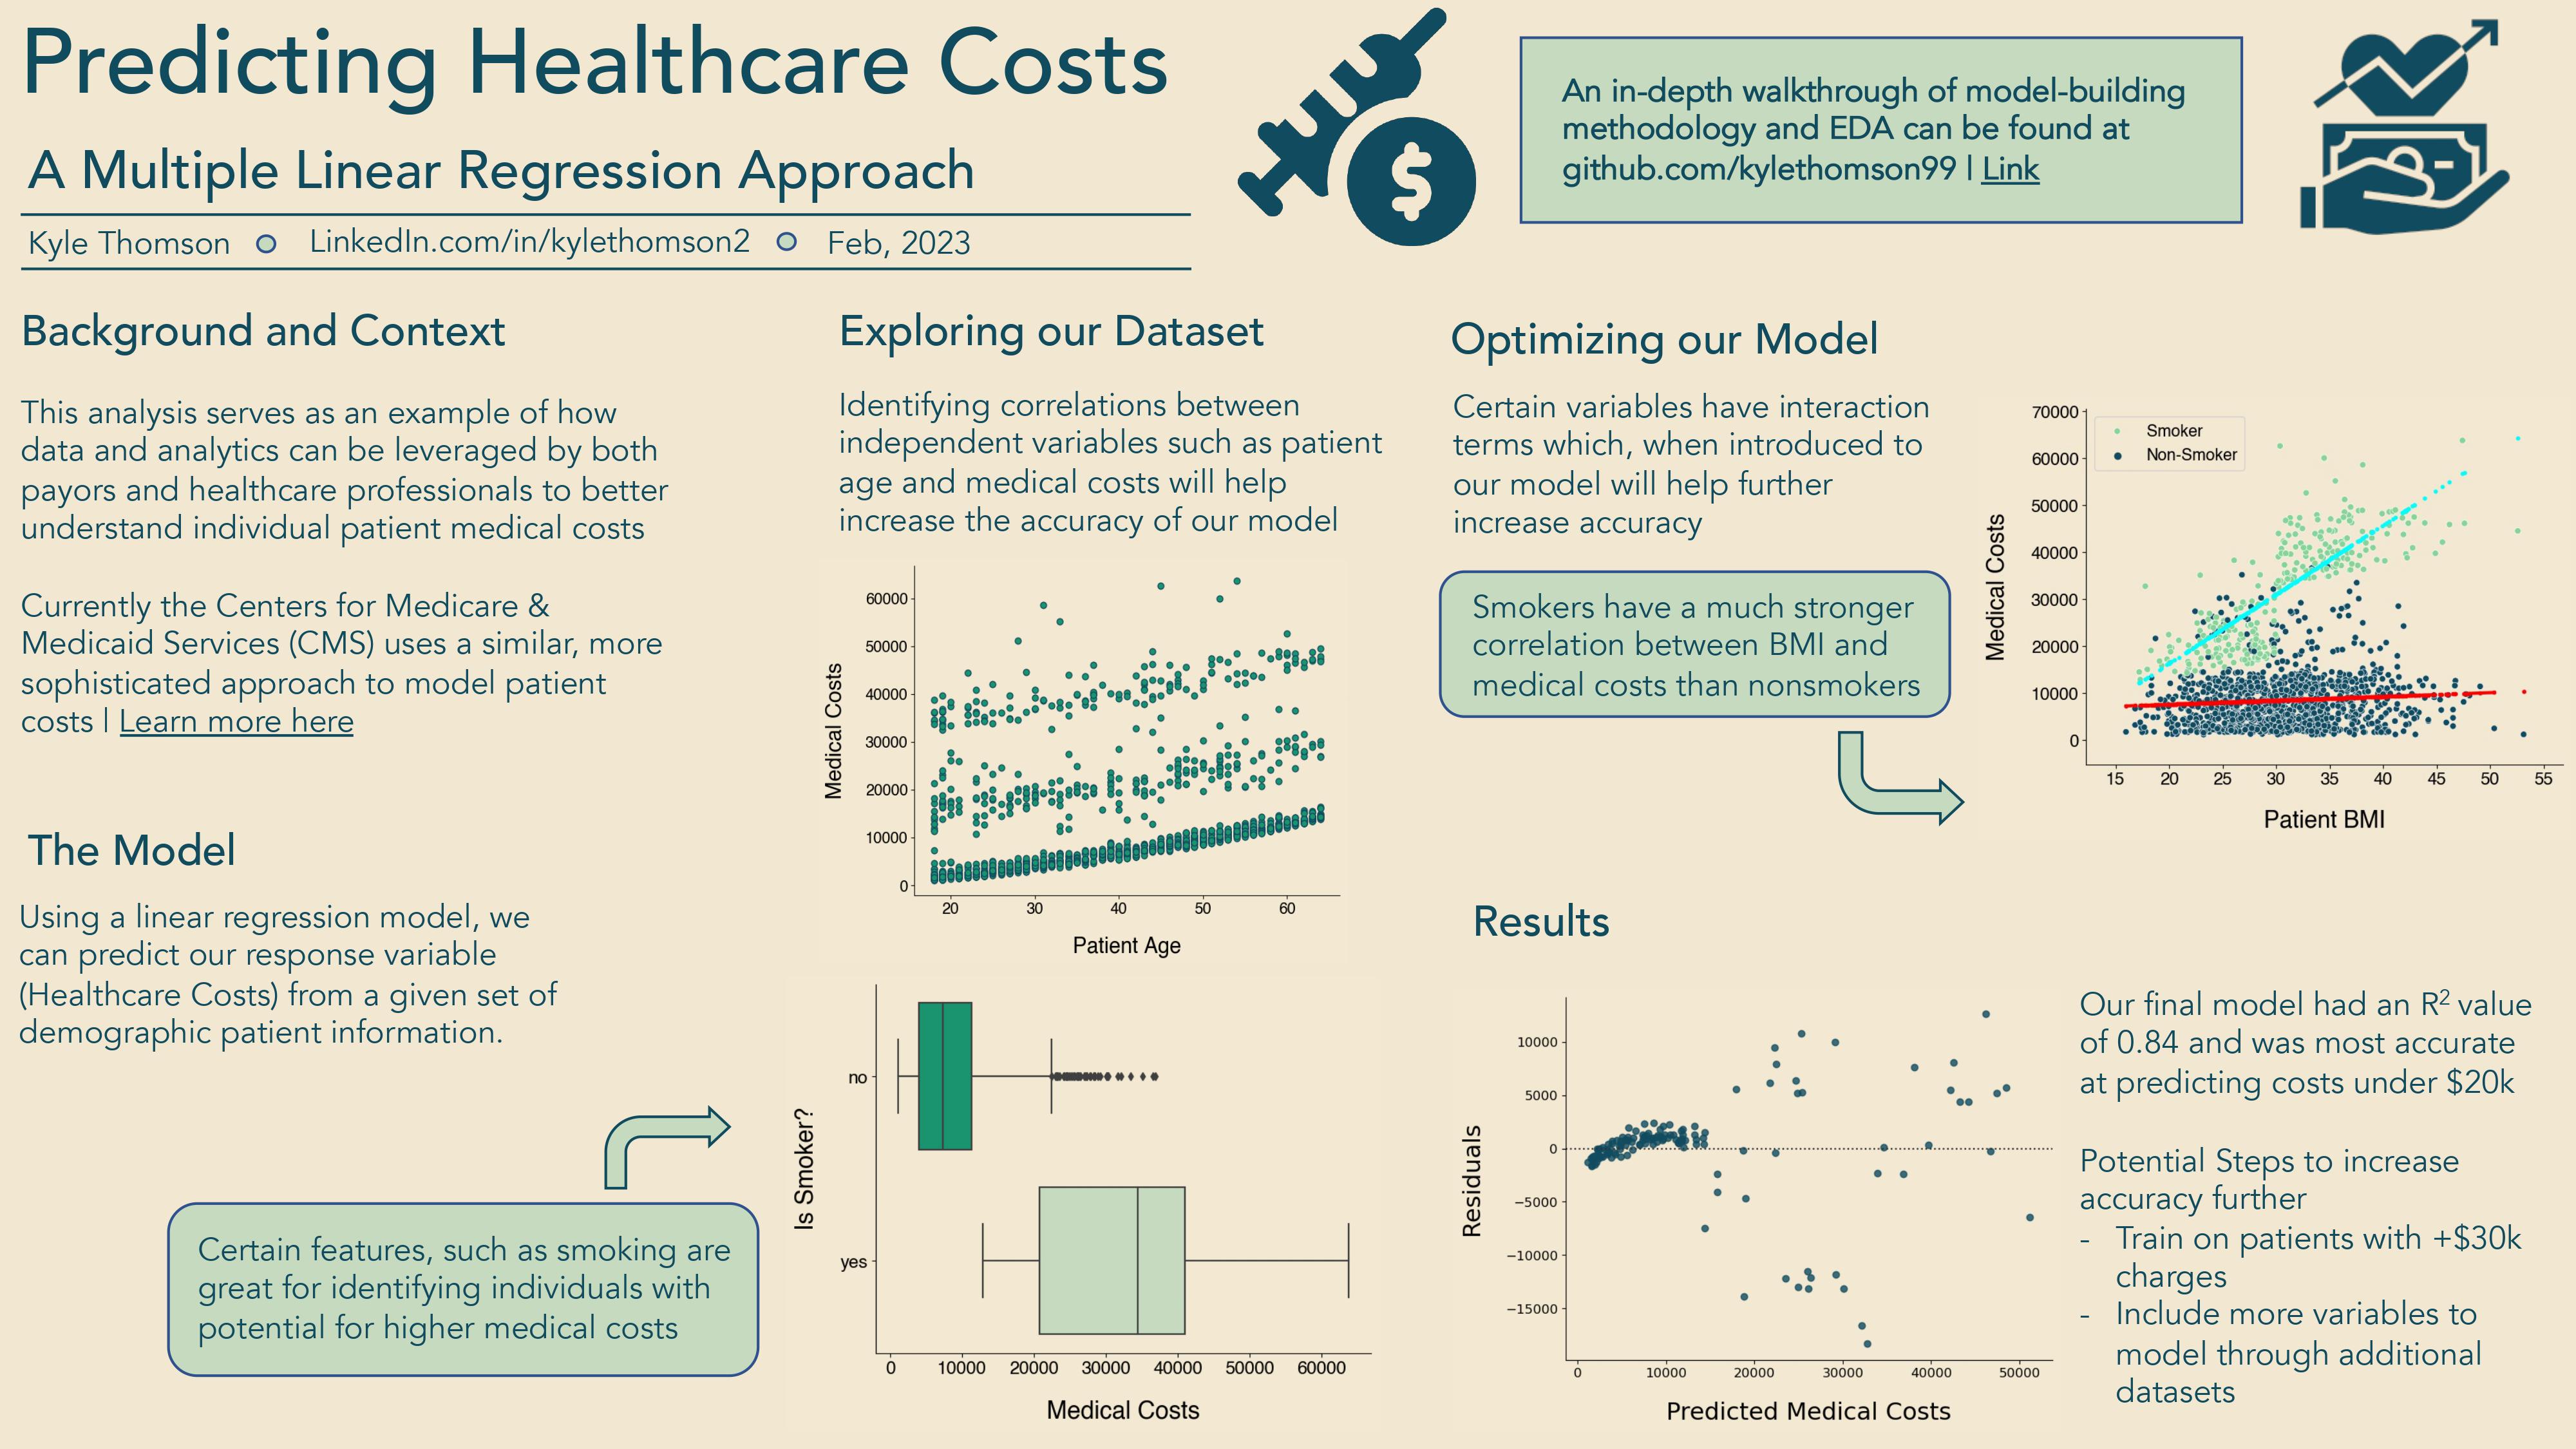 Predicting Healthcare Costs
A Multiple Linear Regression Approach
Kyle Thomson
LinkedIn.com/in/kylethomson2
Feb, 2023
$
An in-depth walkthrough of model-building
methodology and EDA can be found at
github.com/kylethomson99 | Link
Background and Context
This analysis serves as an example of how
data and analytics can be leveraged by both
payors and healthcare professionals to better
understand individual patient medical costs
Currently the Centers for Medicare &
Medicaid Services (CMS) uses a similar, more
sophisticated approach to model patient
costs | Learn more here
The Model
Using a linear regression model, we
can predict our response variable
(Healthcare Costs) from a given set of
demographic patient information.
Certain features, such as smoking are
great for identifying individuals with
potential for higher medical costs
Exploring our Dataset
Identifying correlations between
independent variables such as patient
age and medical costs will help
increase the accuracy of our model
Medical Costs
60000
50000
40000
30000
20000
10000
0
20 30 40 50 60
Patient Age
Is Smoker?
no
yes
0 10000 20000 30000 40000 50000 60000
Medical Costs
Optimizing our Model
Certain variables have interaction
terms which, when introduced to
our model will help further
increase accuracy
Smokers have a much stronger
correlation between BMI and
medical costs than nonsmokers
Smoker
Non-Smoker
Medical Costs
70000
60000
50000
40000
30000
20000
10000
0
15 20 25 30 35 40 45 50 55
Patient BMI
Results
Residuals
10000
5000
0
−5000
−10000
−15000
0 10000 20000 30000 40000 50000
Predicted Medical Costs
Our final model had an R² value
of 0.84 and was most accurate
at predicting costs under $20k
Potential Steps to increase
accuracy further
- Train on patients with +$30k
charges
- Include more variables to
model through additional
datasets